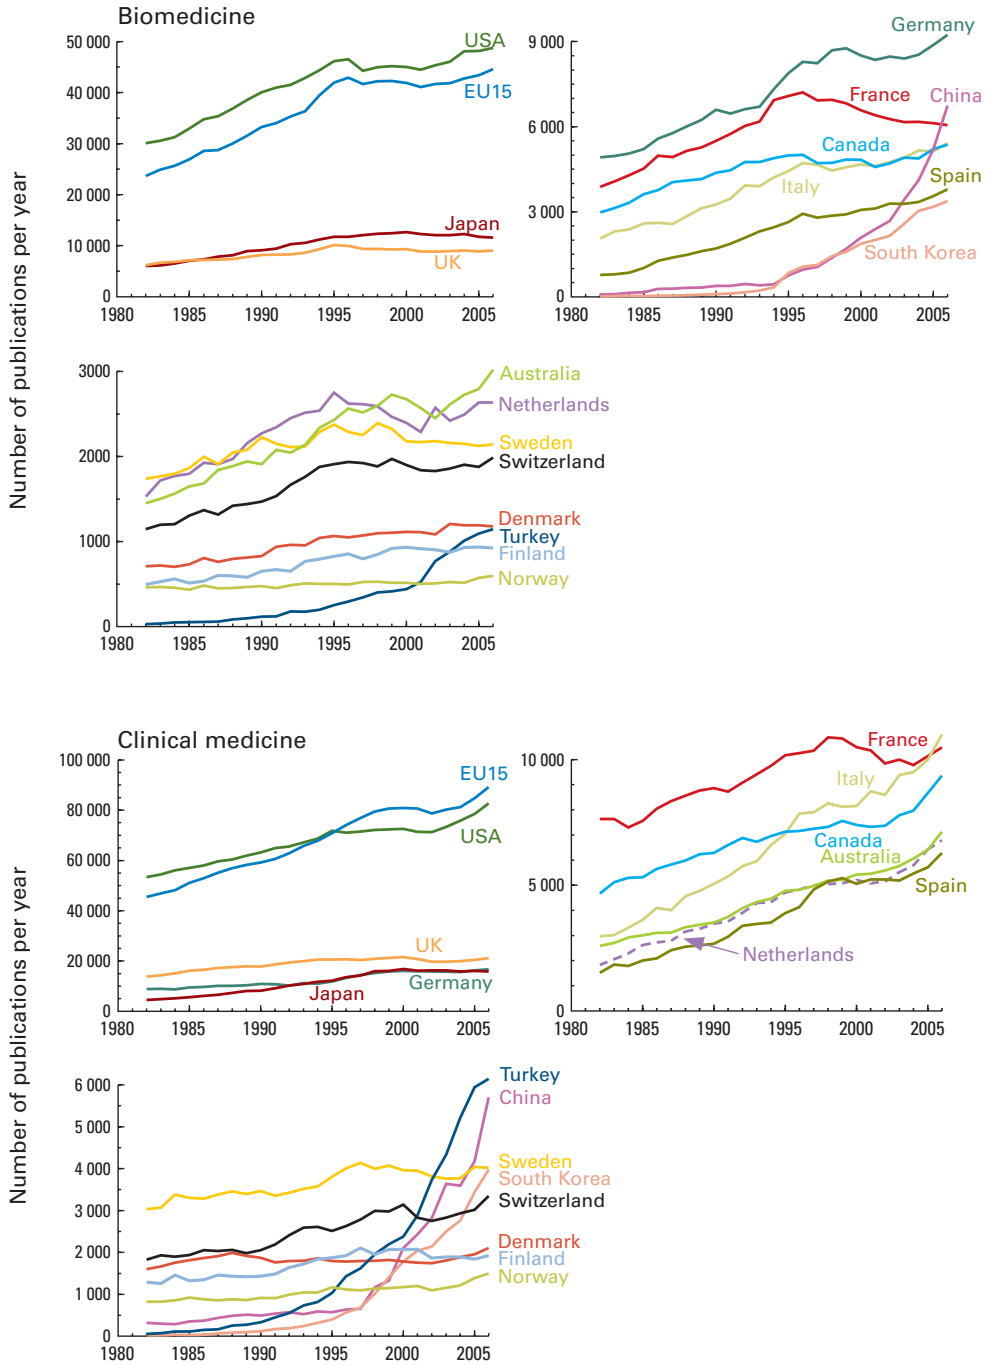 Biomedicine
Number of publications per year
50 000
40 000
30 000
20 000
10 000
0
1980 1985 1990 1995 2000 2005
USA
EU15
Japan
UK
9 000
6 000
3 000
0
1980 1985 1990 1995 2000 2005
Germany
France
China
Canada
Italy
Spain
South Korea
3000
2000
1000
0
1980 1985 1990 1995 2000 2005
Australia
Netherlands
Sweden
Switzerland
Denmark
Turkey
Finland
Norway
Clinical medicine
Number of publications per year
100 000
80 000
60 000
40 000
20 000
0
1980 1985 1990 1995 2000 2005
EU15
USA
UK
Germany
Japan
10 000
5 000
0
1980 1985 1990 1995 2000 2005
France
Italy
Canada
Australia
Spain
Netherlands
6 000
5 000
4 000
3 000
2 000
1 000
0
1980 1985 1990 1995 2000 2005
Turkey
China
Sweden
South Korea
Switzerland
Denmark
Finland
Norway